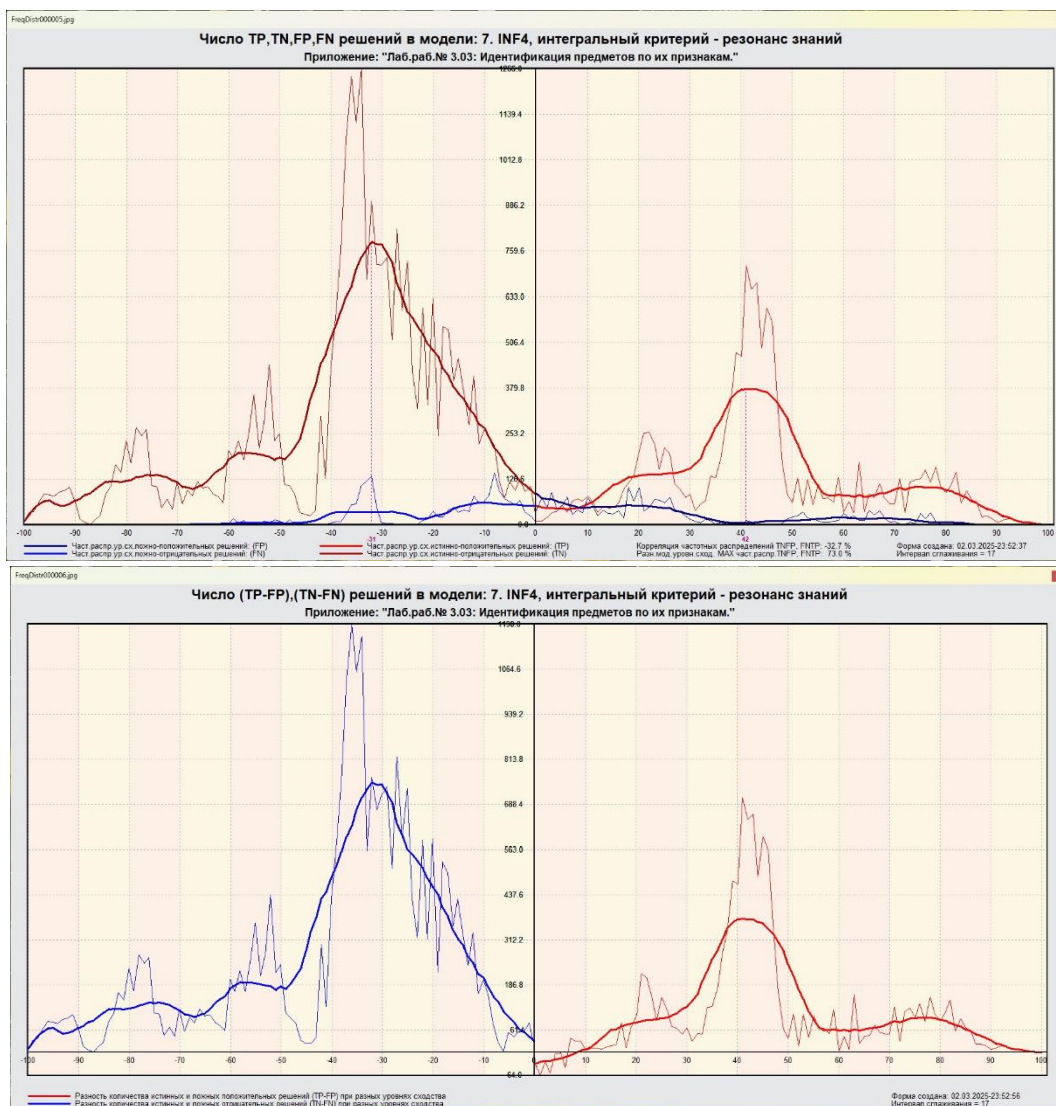 FreqDistr000005.jpg
Число TP,TN,FP,FN решений в модели: 7. INF4, интегральный критерий - резонанс знаний
Приложение: "Лаб.раб.№ 3.03: Идентификация предметов по их признакам."
1139.4
1012.8
886.2
759.6
633.0
506.4
379.8
253.2
-100 -90 -80 -70 -60 -50 -40 -30 -20 -10 0 10 20 30 40 50 60 70 80 90 100
-31 42
Част.распр.ур.сх.ложно-положительных решений: (FP) Част.распр.ур.сх.истинно-положительных решений: (TP) Корреляция частотных распределений TNFP, FNTP: -32.7 % Форма создана: 02.03.2025-23:52:37
Част.распр.ур.сх.ложно-отрицательных решений: (FN) Част.распр.ур.сх.истинно-отрицательных решений: (TN) Разн.мод.уровн.сход. MAX част.распр.TNFP, FNTP: 73.0 % Интервал сглаживания = 17
FreqDistr000006.jpg
Число (TP-FP),(TN-FN) решений в модели: 7. INF4, интегральный критерий - резонанс знаний
Приложение: "Лаб.раб.№ 3.03: Идентификация предметов по их признакам."
1064.6
939.2
813.8
688.4
563.0
437.6
312.2
186.8
-100 -90 -80 -70 -60 -50 -40 -30 -20 -10 0 10 20 30 40 50 60 70 80 90 100
Разность количества истинных и ложных положительных решений (TP-FP) при разных уровнях сходства Форма создана: 02.03.2025-23:52:56
Разность количества истинных и ложных отрицательных решений (TN-FN) при разных уровнях сходства Интервал сглаживания = 17